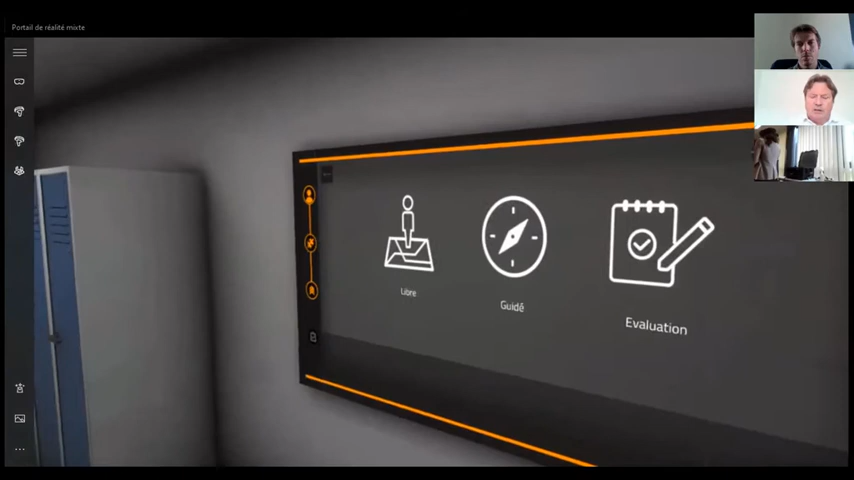 Portail de réalité mixte
Libre
Guidé
Evaluation